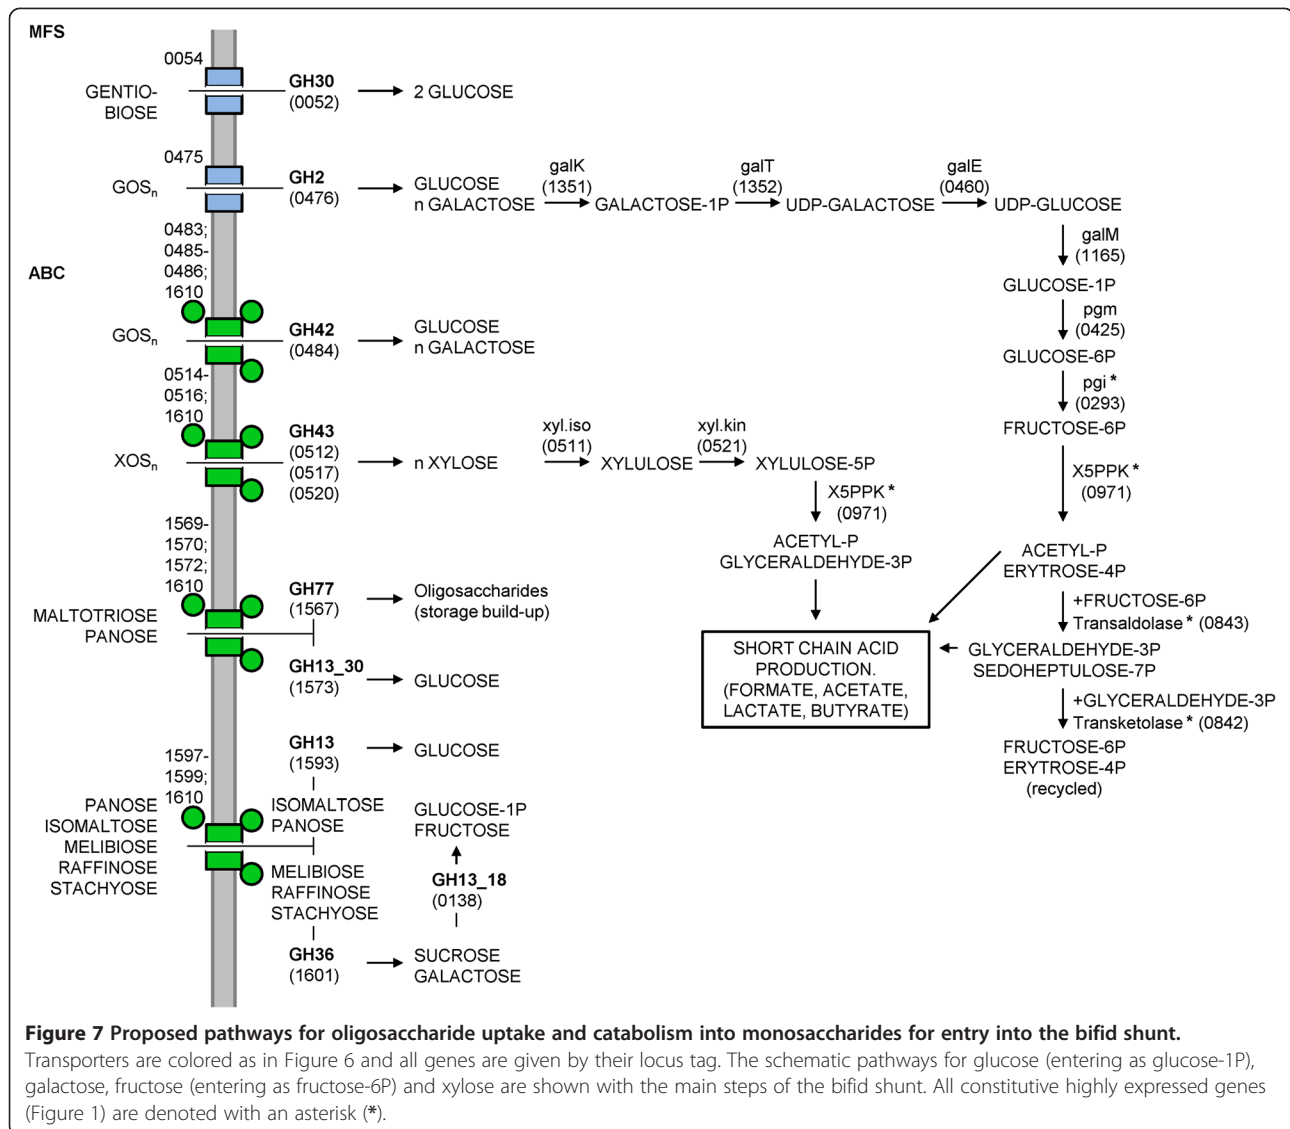 MFS
0054
GENTIO-
BIOSE
GH30
(0052)
2 GLUCOSE
0475
GOSn
GH2
(0476)
GLUCOSE
n GALACTOSE
galK
(1351)
GALACTOSE-1P
galT
(1352)
UDP-GALACTOSE
galE
(0460)
UDP-GLUCOSE
galM
(1165)
GLUCOSE-1P
pgm
(0425)
GLUCOSE-6P
pgi*
(0293)
FRUCTOSE-6P
X5PPK*
(0971)
ACETYL-P
ERYTROSE-4P
+FRUCTOSE-6P
Transaldolase* (0843)
GLYCERALDEHYDE-3P
SEDOHEPTULOSE-7P
+GLYCERALDEHYDE-3P
Transketolase* (0842)
FRUCTOSE-6P
ERYTROSE-4P
(recycled)
ABC
0483;
0485-
0486;
1610
GOSn
GH42
(0484)
GLUCOSE
n GALACTOSE
0514-
0516;
1610
XOSn
GH43
(0512)
(0517)
(0520)
n XYLOSE
xyl.iso
(0511)
XYLULOSE
xyl.kin
(0521)
XYLULOSE-5P
X5PPK*
(0971)
ACETYL-P
GLYCERALDEHYDE-3P
SHORT CHAIN ACID
PRODUCTION.
(FORMATE, ACETATE,
LACTATE, BUTYRATE)
1569-
1570;
1572;
1610
MALTOTRIOSE
PANOSE
GH77
(1567)
Oligosaccharides
(storage build-up)
GH13_30
(1573)
GLUCOSE
1597-
1599;
1610
PANOSE
ISOMALTOSE
MELIBIOSE
RAFFINOSE
STACHYOSE
GH13
(1593)
GLUCOSE
ISOMALTOSE
PANOSE
MELIBIOSE
RAFFINOSE
STACHYOSE
GH36
(1601)
SUCROSE
GALACTOSE
GH13_18
(0138)
GLUCOSE-1P
FRUCTOSE
Figure 7 Proposed pathways for oligosaccharide uptake and catabolism into monosaccharides for entry into the bifid shunt.
Transporters are colored as in Figure 6 and all genes are given by their locus tag. The schematic pathways for glucose (entering as glucose-1P),
galactose, fructose (entering as fructose-6P) and xylose are shown with the main steps of the bifid shunt. All constitutive highly expressed genes
(Figure 1) are denoted with an asterisk (*).